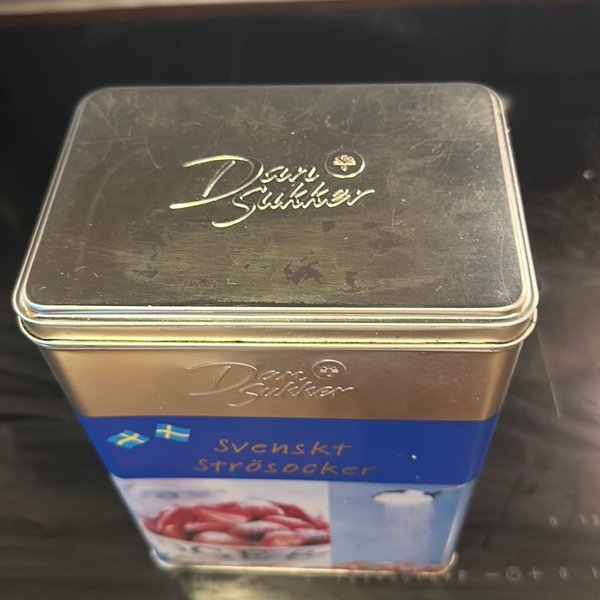 Dan
Sukker
Dan
Sukker
Svenskt
Strösocker